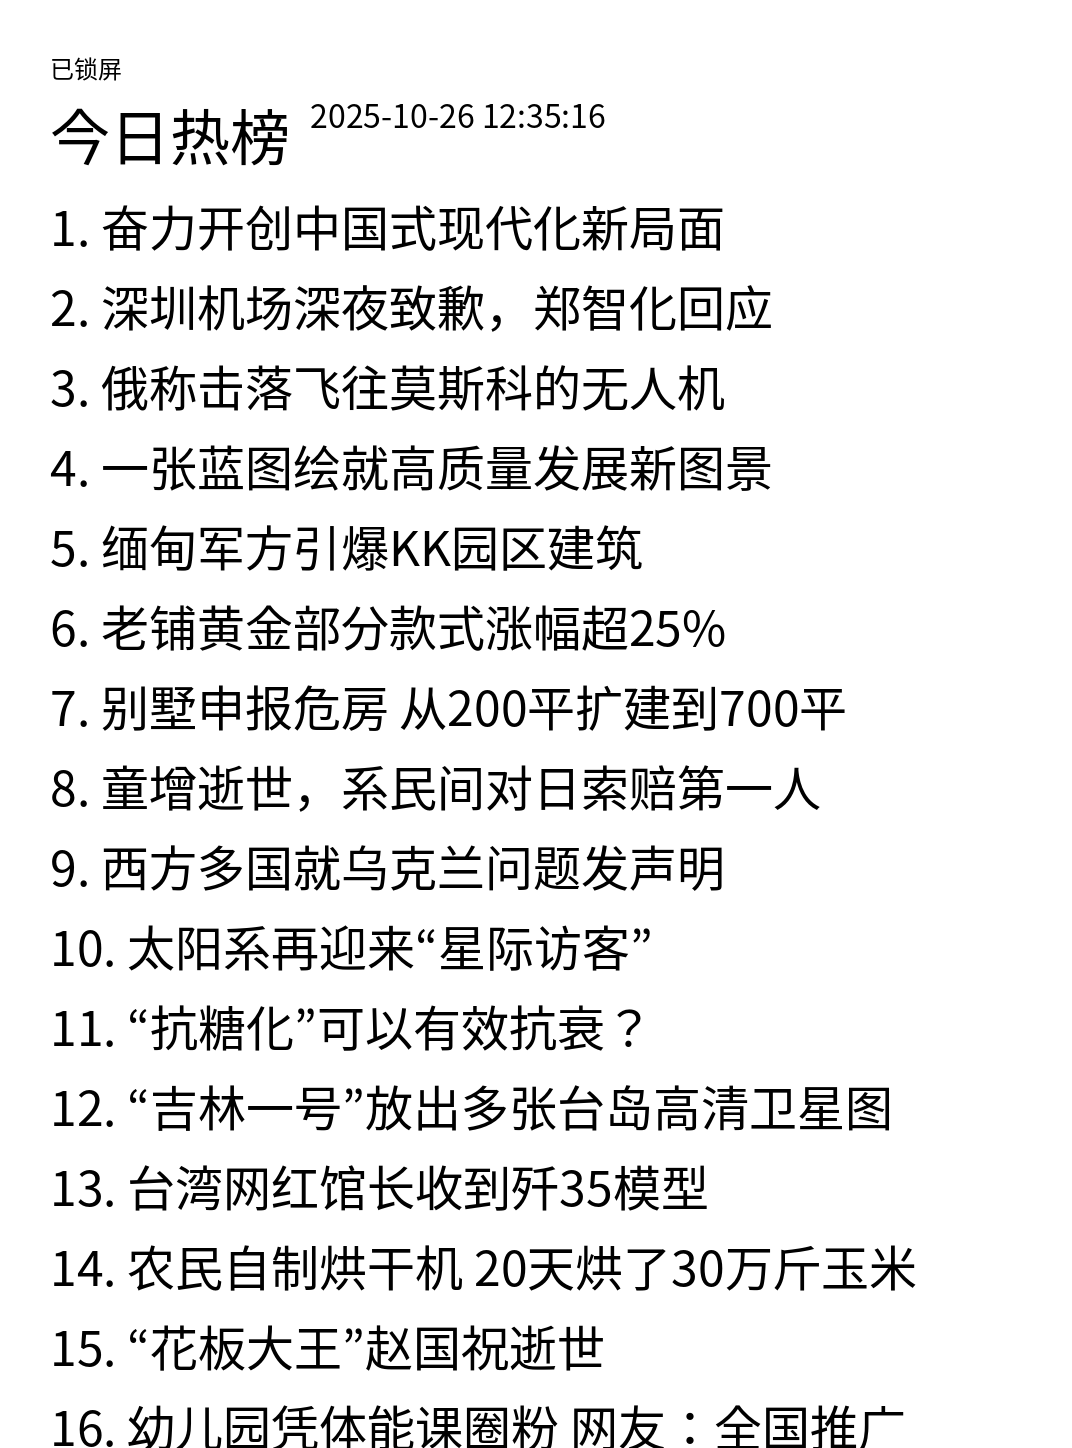 已锁屏
今日热榜 2025-10-26 12:35:16
1. 奋力开创中国式现代化新局面
2. 深圳机场深夜致歉，郑智化回应
3. 俄称击落飞往莫斯科的无人机
4. 一张蓝图绘就高质量发展新图景
5. 缅甸军方引爆KK园区建筑
6. 老铺黄金部分款式涨幅超25%
7. 别墅申报危房 从200平扩建到700平
8. 童增逝世，系民间对日索赔第一人
9. 西方多国就乌克兰问题发声明
10. 太阳系再迎来“星际访客”
11. “抗糖化”可以有效抗衰？
12. “吉林一号”放出多张台岛高清卫星图
13. 台湾网红馆长收到歼35模型
14. 农民自制烘干机 20天烘了30万斤玉米
15. “花板大王”赵国祝逝世
16. 幼儿园凭体能课圈粉 网友：全国推广